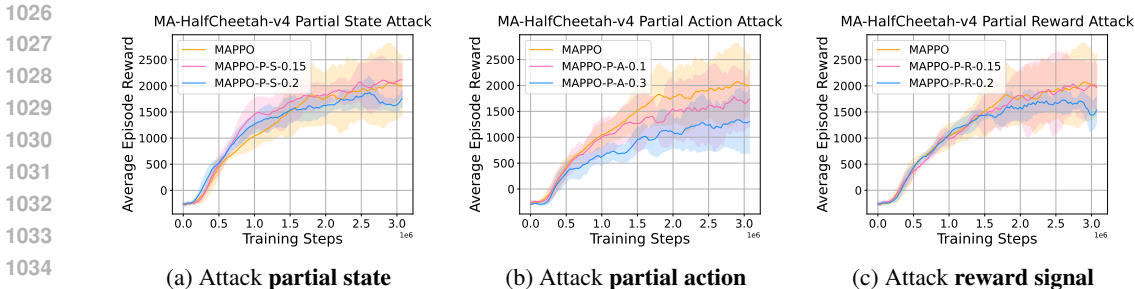 1026
1027
1028
1029
1030
1031
1032
1033
1034
MA-HalfCheetah-v4 Partial State Attack
MAPPO
MAPPO-P-S-0.15
MAPPO-P-S-0.2
Average Episode Reward
2500
2000
1500
1000
500
0
0.0 0.5 1.0 1.5 2.0 2.5 3.0
Training Steps
1e6
(a) Attack partial state
MA-HalfCheetah-v4 Partial Action Attack
MAPPO
MAPPO-P-A-0.1
MAPPO-P-A-0.3
Average Episode Reward
2500
2000
1500
1000
500
0
0.0 0.5 1.0 1.5 2.0 2.5 3.0
Training Steps
1e6
(b) Attack partial action
MA-HalfCheetah-v4 Partial Reward Attack
MAPPO
MAPPO-P-R-0.15
MAPPO-P-R-0.2
Average Episode Reward
2500
2000
1500
1000
500
0
0.0 0.5 1.0 1.5 2.0 2.5 3.0
Training Steps
1e6
(c) Attack reward signal